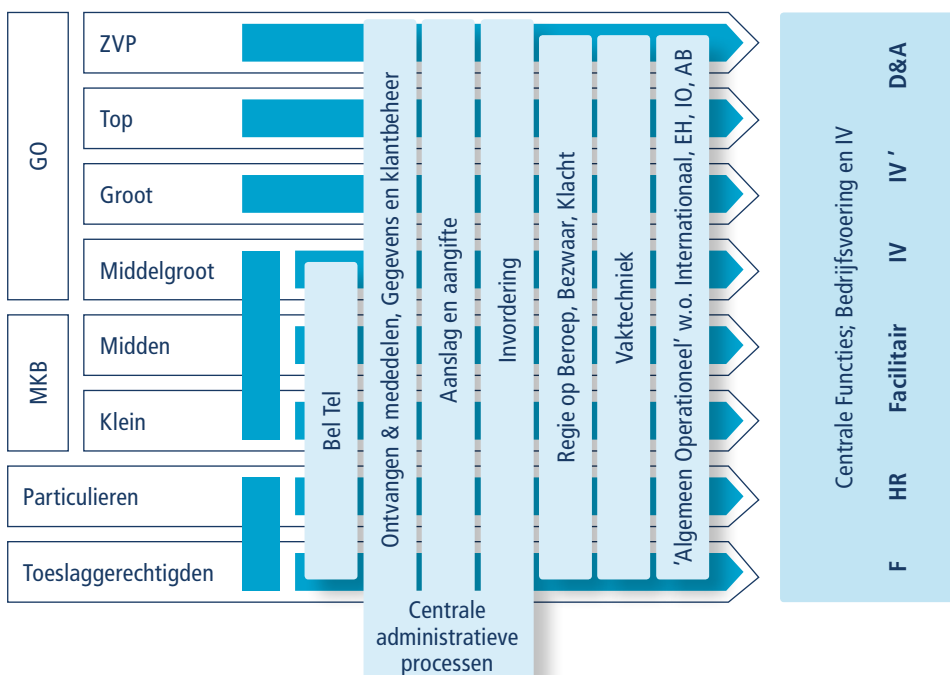 GO
MKB
ZVP
Top
Groot
Middelgroot
Midden
Klein
Particulieren
Toeslaggerechtigden
Bel Tel
Ontvangen & mededelen, Gegevens en klantbeheer
Aanslag en aangifte
Invordering
Centrale
administratieve
processen
Regie op Beroep, Bezwaar, Klacht
Vaktechniek
'Algemeen Operationeel’ w.o. Internationaal, EH, IO, AB
Centrale Functies; Bedrijfsvoering en IV
F HR Facilitair IV IV ’ D&A